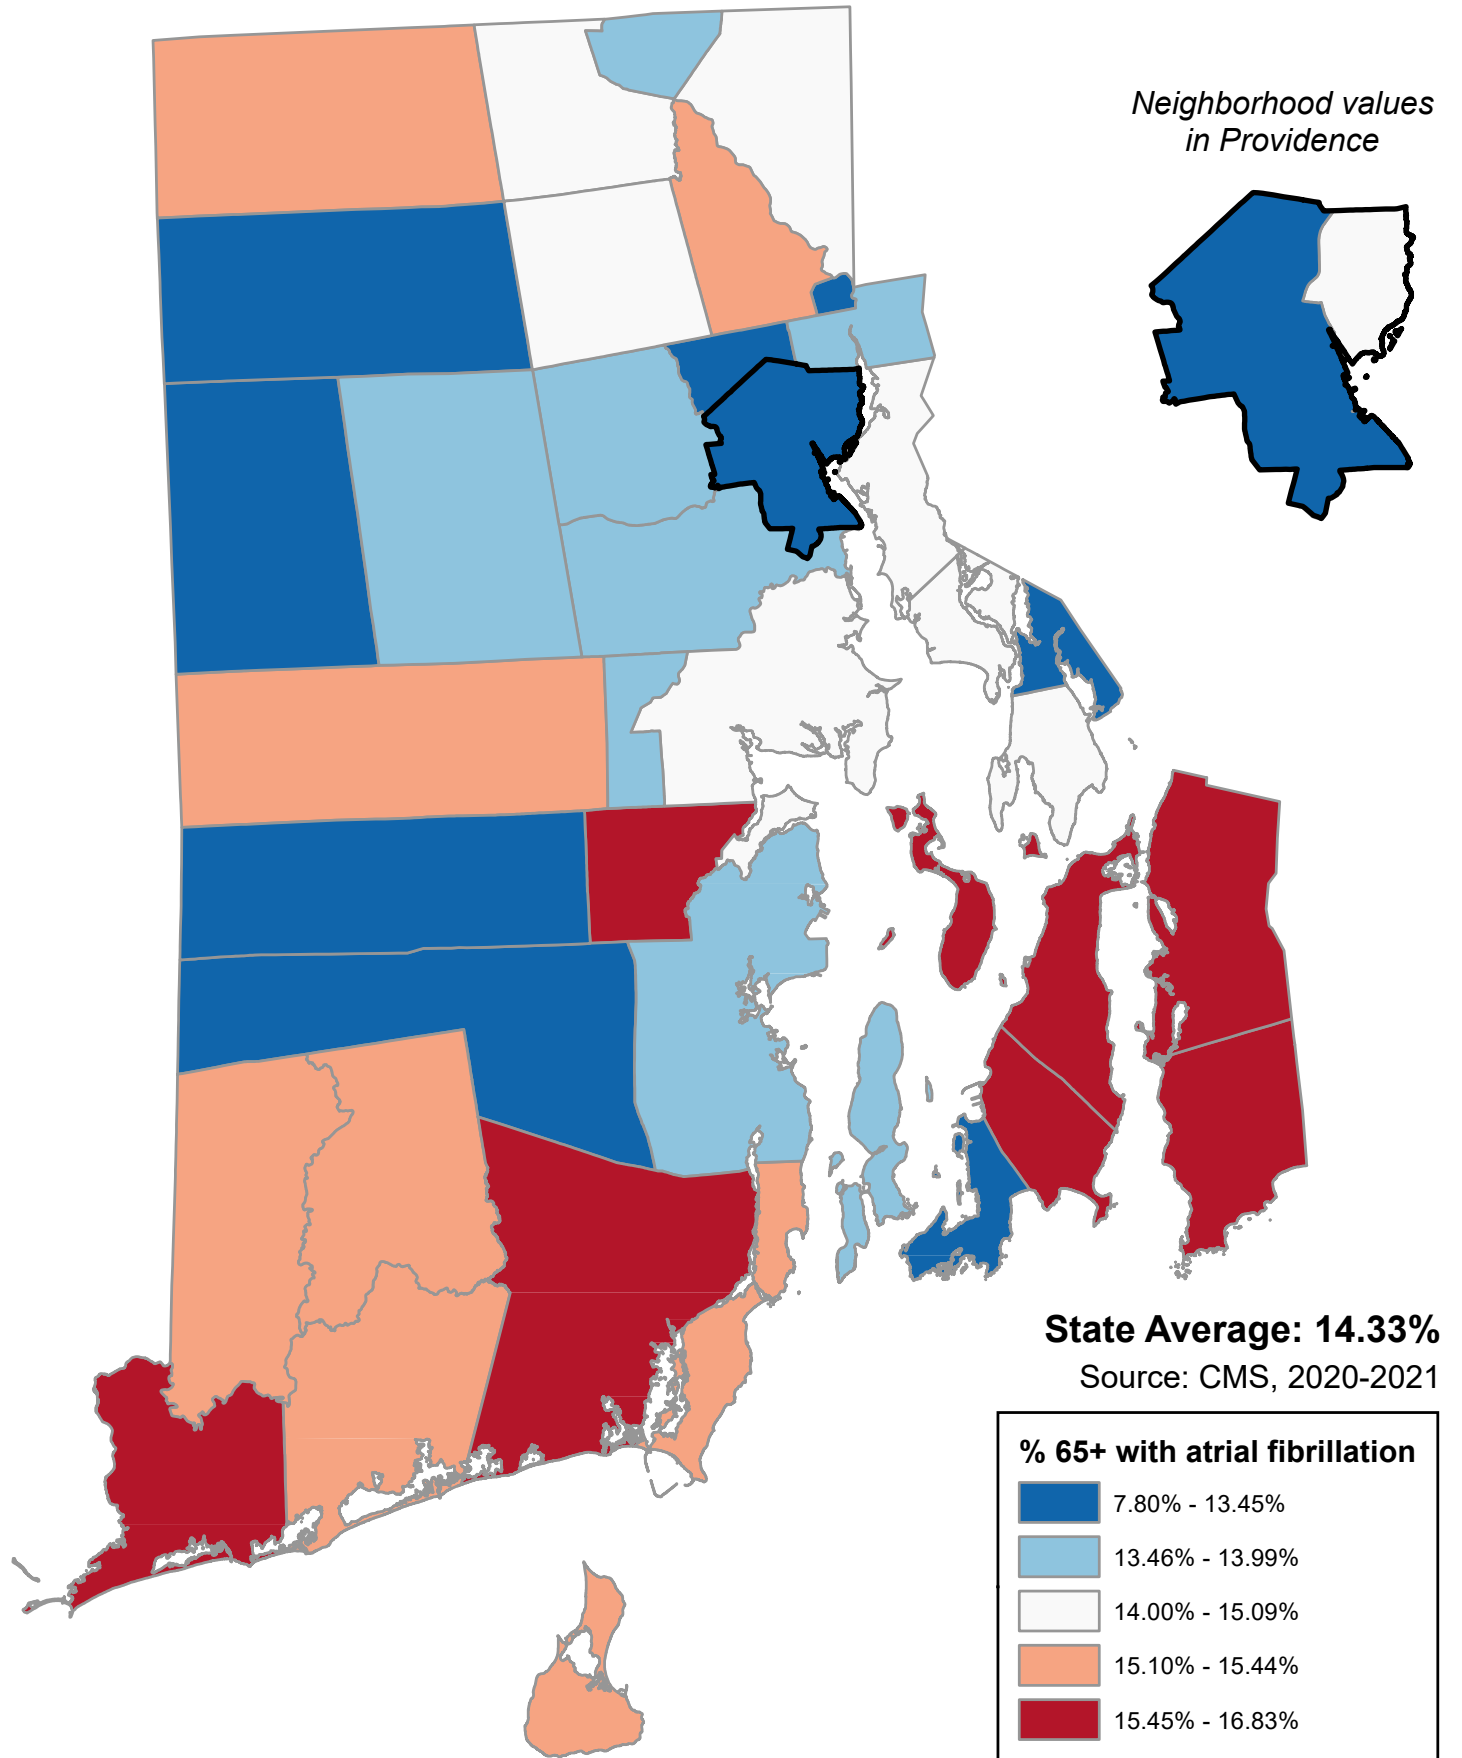 Neighborhood values
in Providence
State Average: 14.33%
Source: CMS, 2020-2021
% 65+ with atrial fibrillation
7.80% - 13.45%
13.46% - 13.99%
14.00% - 15.09%
15.10% - 15.44%
15.45% - 16.83%